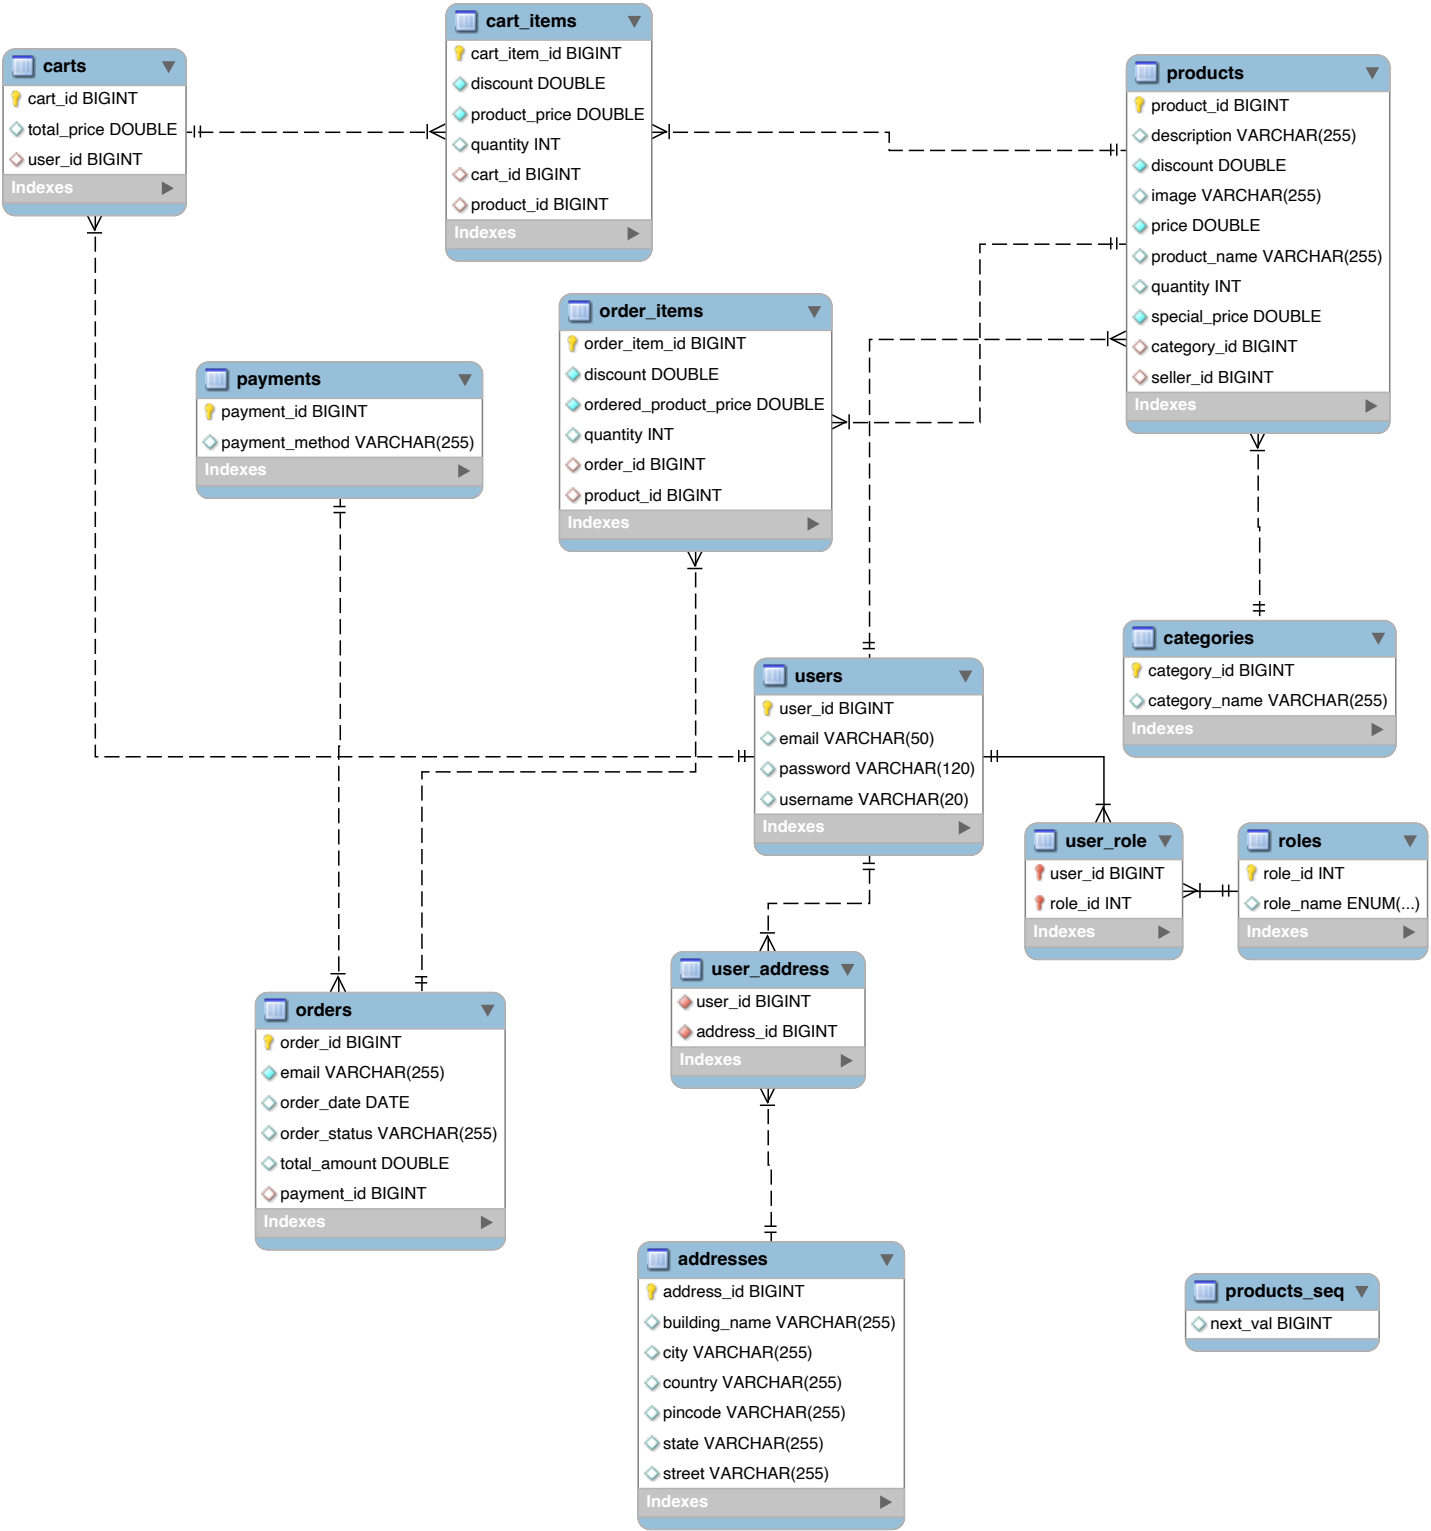 cart_items
cart_item_id BIGINT
discount DOUBLE
product_price DOUBLE
quantity INT
cart_id BIGINT
product_id BIGINT
Indexes
carts
cart_id BIGINT
total_price DOUBLE
user_id BIGINT
Indexes
products
product_id BIGINT
description VARCHAR(255)
discount DOUBLE
image VARCHAR(255)
price DOUBLE
product_name VARCHAR(255)
quantity INT
special_price DOUBLE
category_id BIGINT
seller_id BIGINT
Indexes
order_items
order_item_id BIGINT
discount DOUBLE
ordered_product_price DOUBLE
quantity INT
order_id BIGINT
product_id BIGINT
Indexes
payments
payment_id BIGINT
payment_method VARCHAR(255)
Indexes
categories
category_id BIGINT
category_name VARCHAR(255)
Indexes
users
user_id BIGINT
email VARCHAR(50)
password VARCHAR(120)
username VARCHAR(20)
Indexes
user_role
user_id BIGINT
role_id INT
Indexes
roles
role_id INT
role_name ENUM(...)
Indexes
user_address
user_id BIGINT
address_id BIGINT
Indexes
orders
order_id BIGINT
email VARCHAR(255)
order_date DATE
order_status VARCHAR(255)
total_amount DOUBLE
payment_id BIGINT
Indexes
addresses
address_id BIGINT
building_name VARCHAR(255)
city VARCHAR(255)
country VARCHAR(255)
pincode VARCHAR(255)
state VARCHAR(255)
street VARCHAR(255)
Indexes
products_seq
next_val BIGINT